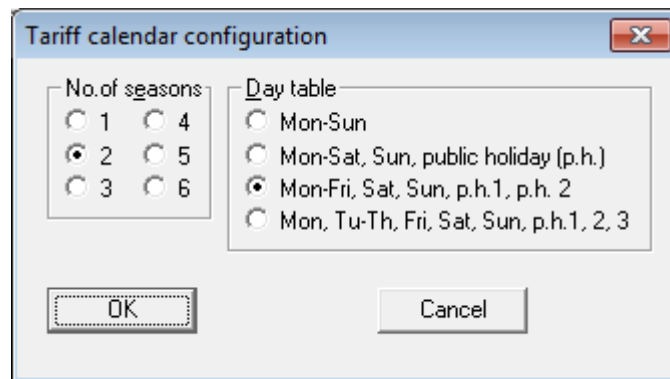 Tariff calendar configuration
No.of seasons
1 4
2 5
3 6
Day table
Mon-Sun
Mon-Sat, Sun, public holiday (p.h.)
Mon-Fri, Sat, Sun, p.h.1, p.h. 2
Mon, Tu-Th, Fri, Sat, Sun, p.h.1, 2, 3
OK Cancel